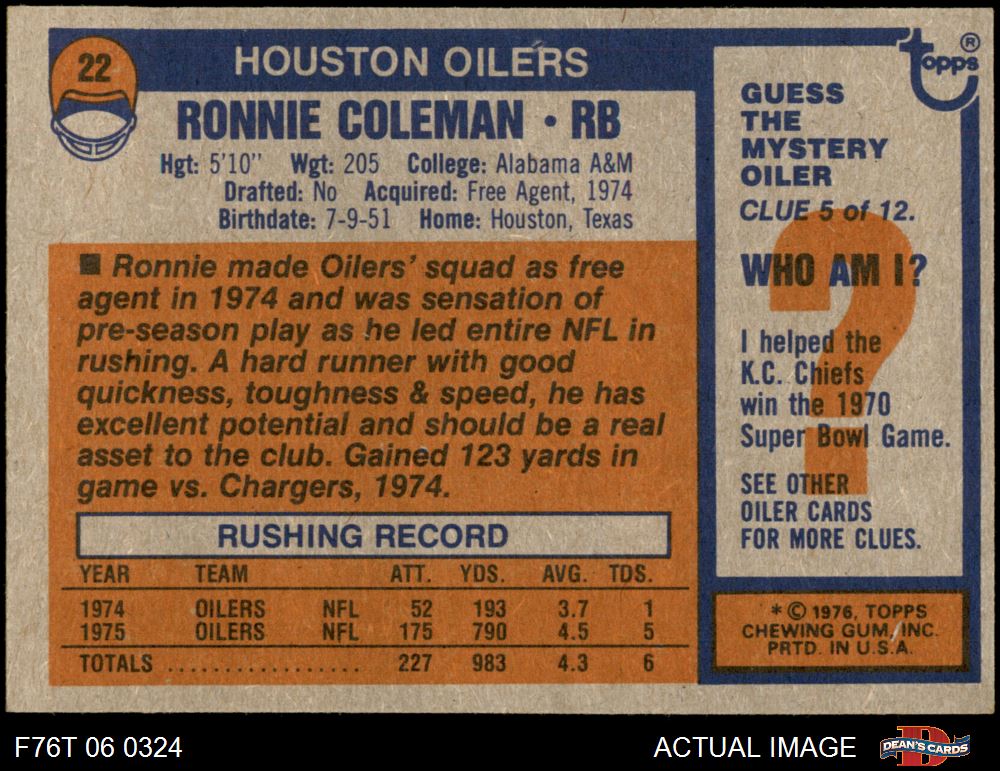 22
HOUSTON OILERS
RONNIE COLEMAN • RB
Hgt: 5'10" Wgt: 205 College: Alabama A&M
Drafted: No Acquired: Free Agent, 1974
Birthdate: 7-9-51 Home: Houston, Texas
■ Ronnie made Oilers' squad as free
agent in 1974 and was sensation of
pre-season play as he led entire NFL in
rushing. A hard runner with good
quickness, toughness & speed, he has
excellent potential and should be a real
asset to the club. Gained 123 yards in
game vs. Chargers, 1974.
RUSHING RECORD
YEAR TEAM ATT. YDS. AVG. TDS.
1974 OILERS NFL 52 193 3.7 1
1975 OILERS NFL 175 790 4.5 5
TOTALS .................. 227 983 4.3 6
Topps ®
GUESS
THE
MYSTERY
OILER
CLUE 5 of 12.
WHO AM I?
?
I helped the
K.C. Chiefs
win the 1970
Super Bowl Game.
SEE OTHER
OILER CARDS
FOR MORE CLUES.
* © 1976, TOPPS
CHEWING GUM, INC.
PRTD. IN U.S.A.
F76T 06 0324
ACTUAL IMAGE
DEAN'S CARDS